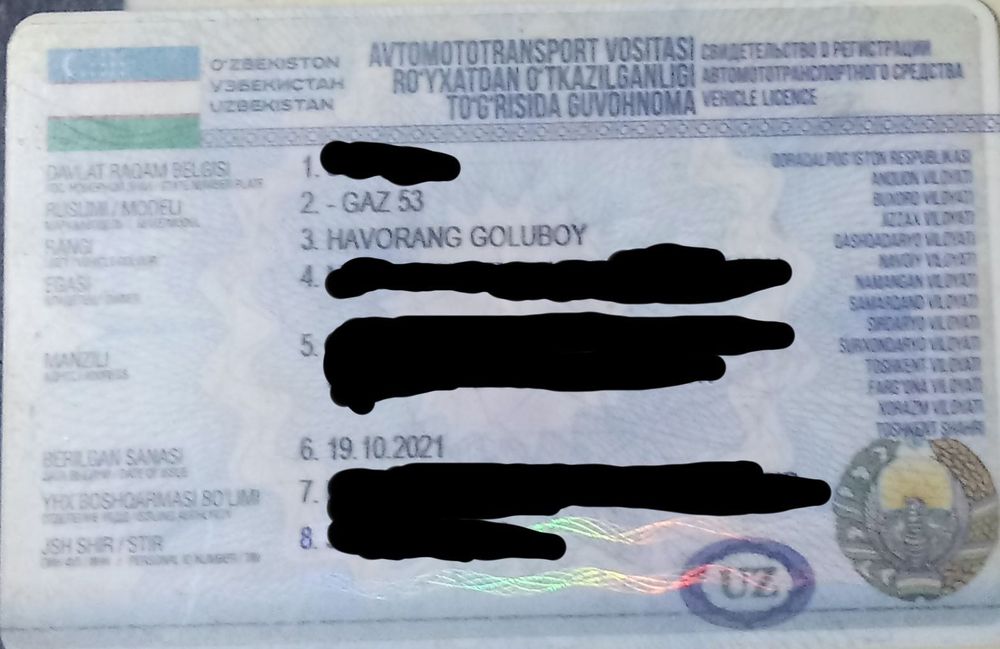 O'ZBEKISTON
ЎЗБЕКИСТАН
UZBEKISTAN
AVTOMOTOTRANSPORT VOSITASI
RO'YXATDAN O'TKAZILGANLIGI
TO'G'RISIDA GUVOHNOMA
СВИДЕТЕЛЬСТВО О РЕГИСТРАЦИИ
АВТОМОТОТРАНСПОРТНОГО СРЕДСТВА
VEHICLE LICENCE
DAVLAT RAQAM BELGISI
1.
RUSUMI / MODELI
2. - GAZ 53
RANGI
3. HAVORANG GOLUBOY
EGASI
4.
MANZILI
5.
BERILGAN SANASI
6. 19.10.2021
YHX BOSHQARMASI BO'LIMI
7.
JSH SHIR / STIR
8.
QORAQALPOG'ISTON RESPUBLIKASI
ANDIJON VILOYATI
BUXORO VILOYATI
JIZZAX VILOYATI
QASHQADARYO VILOYATI
NAVOIY VILOYATI
NAMANGAN VILOYATI
SAMARQAND VILOYATI
SIRDARYO VILOYATI
SURXONDARYO VILOYATI
TOSHKENT VILOYATI
FARG'ONA VILOYATI
XORAZM VILOYATI
TOSHKENT SHAHRI
UZ